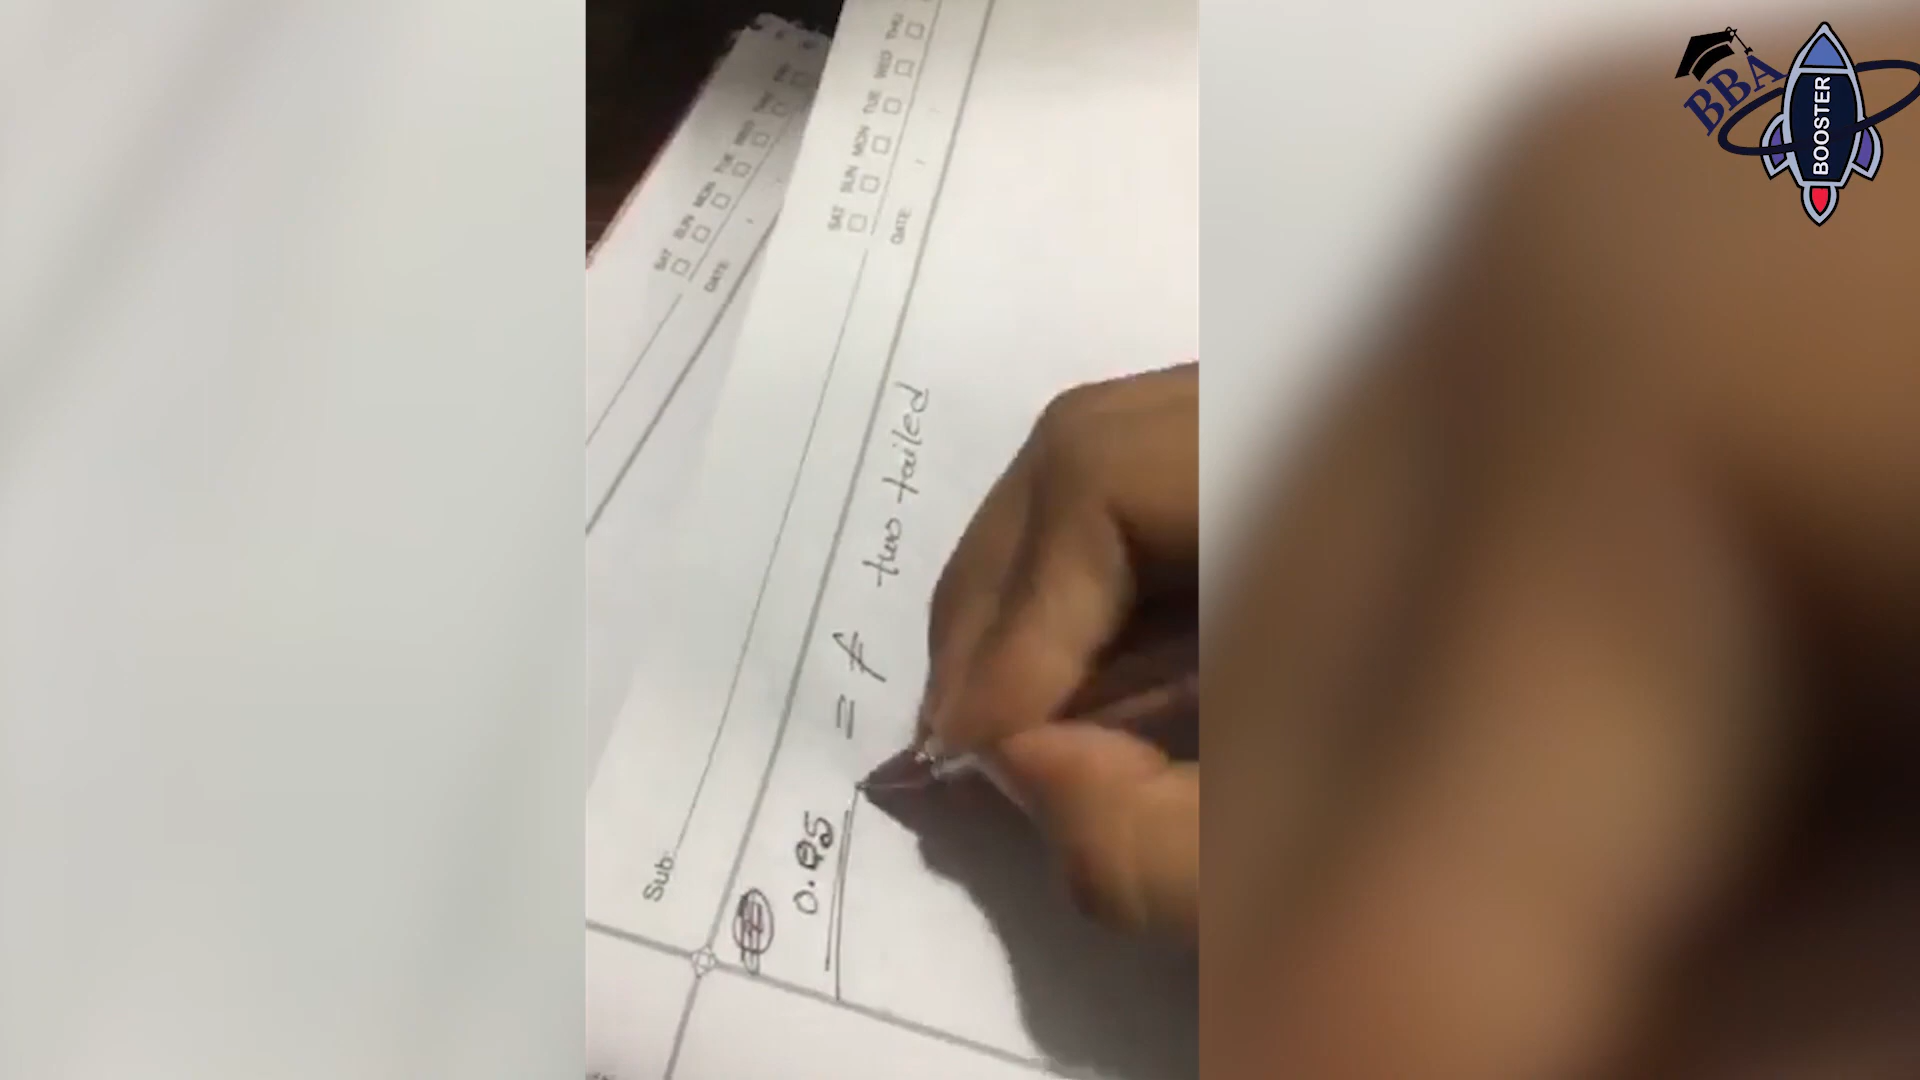 BBA
BOOSTER
SAT SUN MON TUE WED THU
DATE:
SAT SUN MON TUE WED THU
DATE:
Sub:
0.95 = two tailed